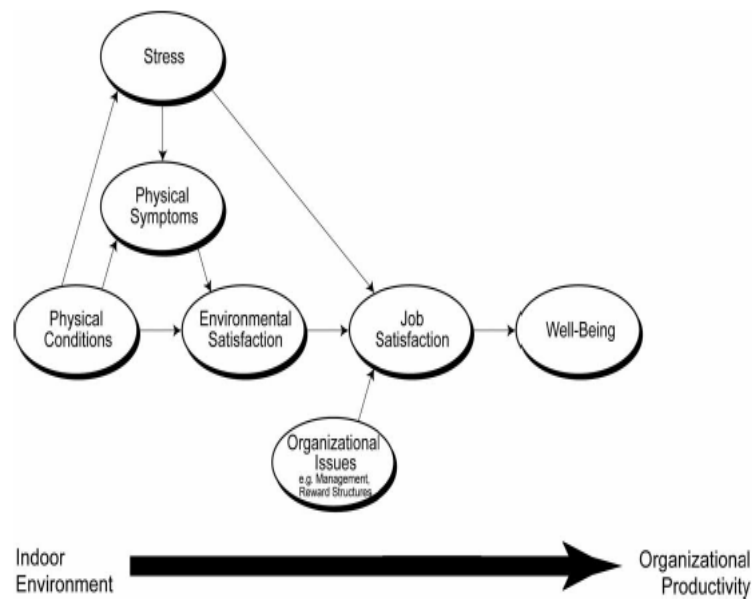 Stress
Physical
Symptoms
Physical
Conditions
Environmental
Satisfaction
Job
Satisfaction
Well-Being
Organizational
Issues
e.g. Management,
Reward Structures
Indoor
Environment
Organizational
Productivity